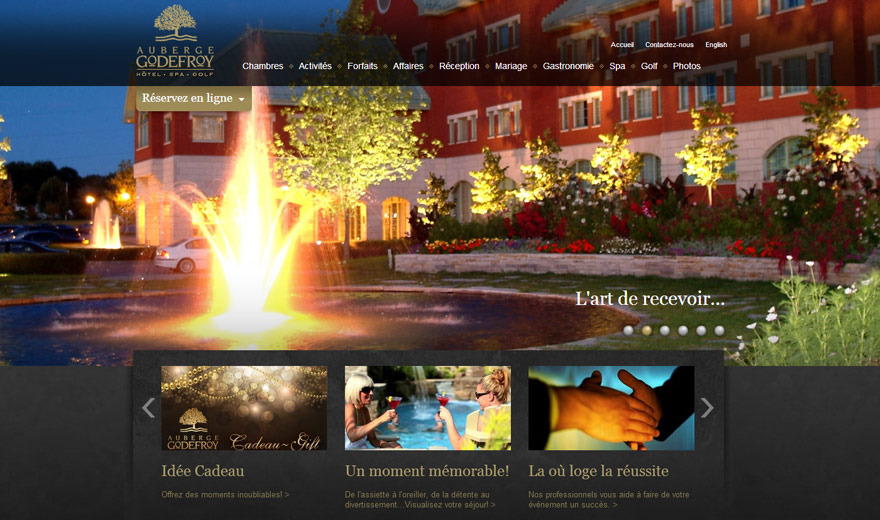 AUBERGE
GODEFROY
HÔTEL • SPA • GOLF
Accueil Contactez-nous English
Chambres Activités Forfaits Affaires Réception Mariage Gastronomie Spa Golf Photos
Réservez en ligne
L'art de recevoir...
AUBERGE
GODEFROY
Cadeau~Gift
Idée Cadeau
Offrez des moments inoubliables! >
Un moment mémorable!
De l'assiette à l'oreiller, de la détente au
divertissement...Visualisez votre séjour! >
La où loge la réussite
Nos professionnels vous aide à faire de votre
événement un succès. >